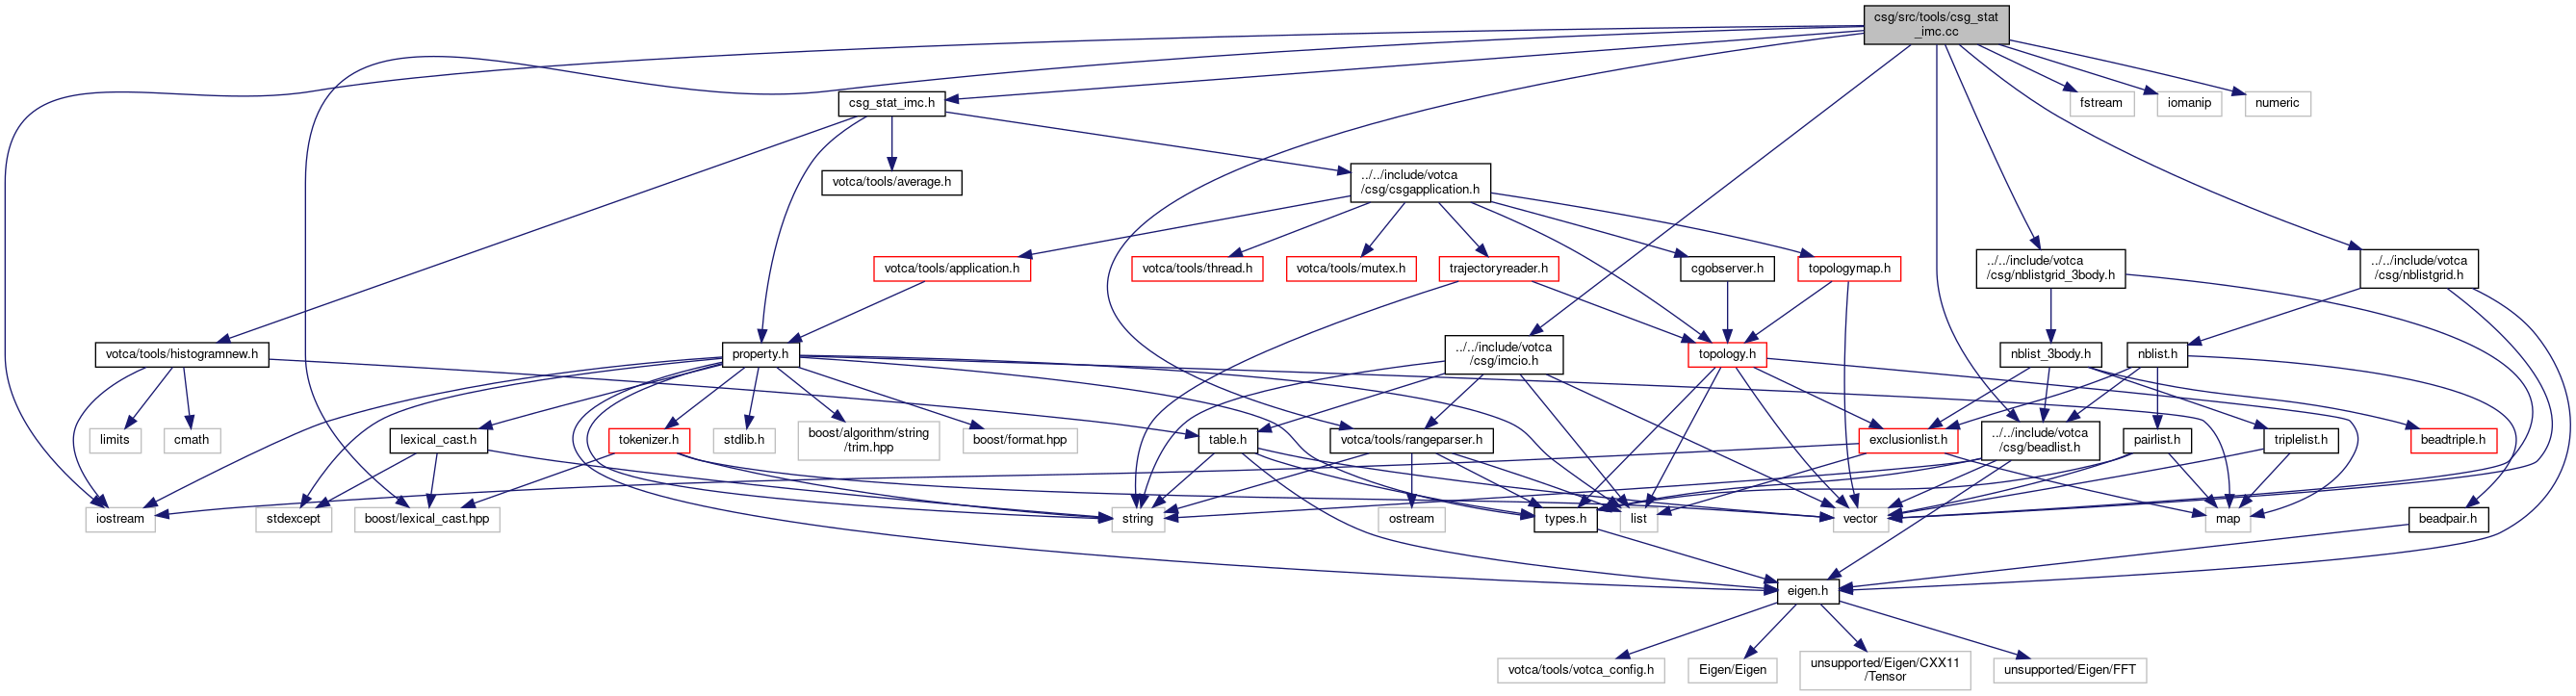 csg/src/tools/csg_stat
_imc.cc
csg_stat_imc.h
fstream
iomanip
numeric
votca/tools/average.h
../../include/votca
/csg/csgapplication.h
votca/tools/application.h
votca/tools/thread.h
votca/tools/mutex.h
trajectoryreader.h
cgobserver.h
topologymap.h
../../include/votca
/csg/nblistgrid_3body.h
../../include/votca
/csg/nblistgrid.h
votca/tools/histogramnew.h
property.h
../../include/votca
/csg/imcio.h
topology.h
nblist_3body.h
nblist.h
limits
cmath
lexical_cast.h
tokenizer.h
stdlib.h
boost/algorithm/string
/trim.hpp
boost/format.hpp
table.h
votca/tools/rangeparser.h
exclusionlist.h
../../include/votca
/csg/beadlist.h
pairlist.h
triplelist.h
beadtriple.h
iostream
stdexcept
boost/lexical_cast.hpp
string
ostream
types.h
list
vector
map
beadpair.h
eigen.h
votca/tools/votca_config.h
Eigen/Eigen
unsupported/Eigen/CXX11
/Tensor
unsupported/Eigen/FFT